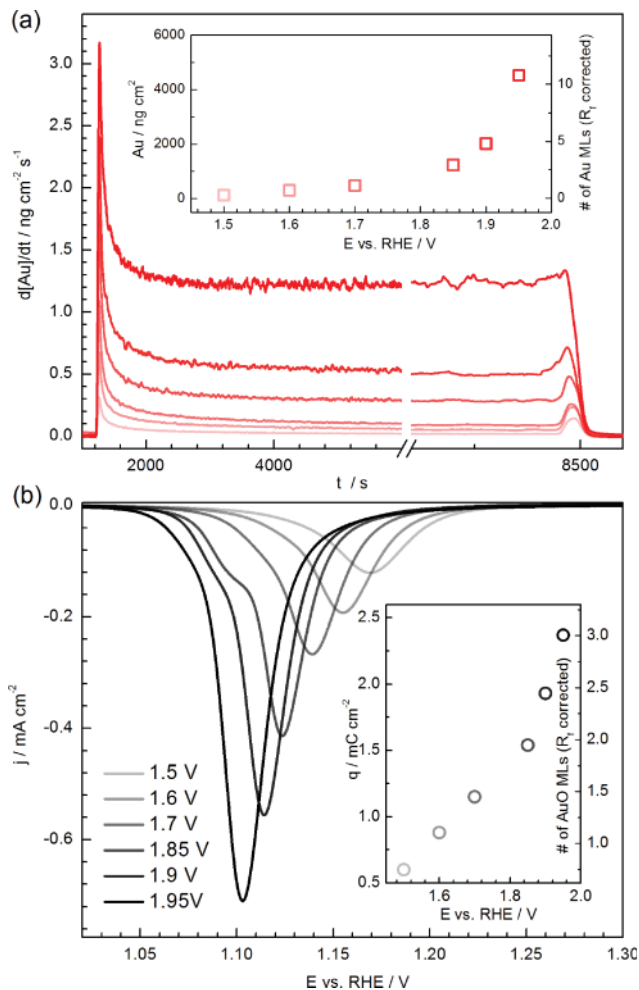 (a)
3.0
2.5
2.0
1.5
1.0
0.5
0.0
d[Au]/dt / ng cm⁻² s⁻¹
2000
4000
//
8500
t / s
6000
4000
2000
0
Au / ng cm²
10
5
0
# of Au MLs (Rf corrected)
1.5
1.6
1.7
1.8
1.9
2.0
E vs. RHE / V
(b)
0.0
-0.2
-0.4
-0.6
j / mA cm⁻²
1.5 V
1.6 V
1.7 V
1.85 V
1.9 V
1.95V
2.5
2.0
1.5
1.0
0.5
q / mC cm⁻²
3.0
2.5
2.0
1.5
1.0
# of AuO MLs (Rf corrected)
1.6
1.8
2.0
E vs. RHE / V
1.05
1.10
1.15
1.20
1.25
1.30
E vs. RHE / V